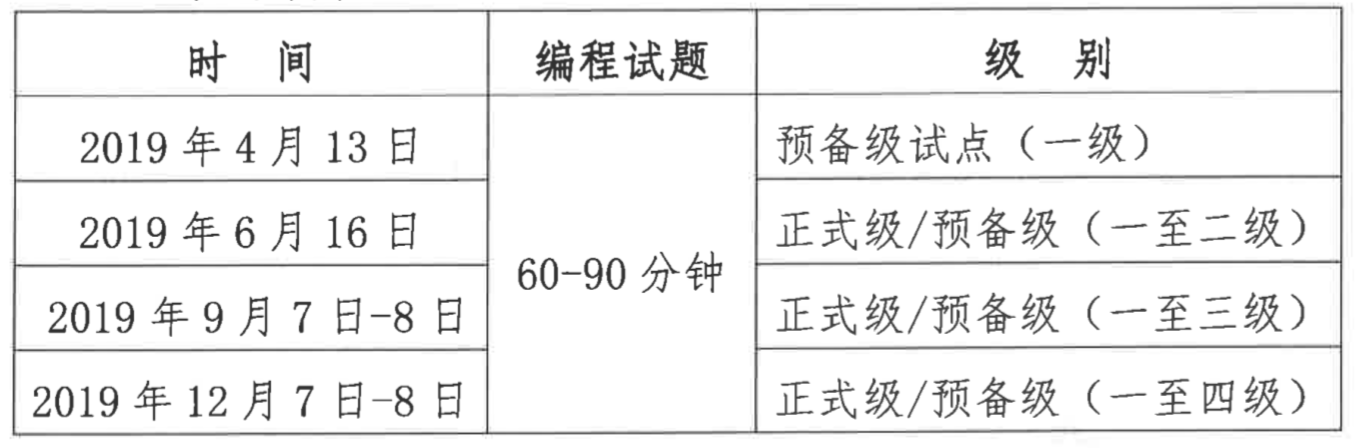 时 间 编程试题 级 别
2019 年 4 月 13 日 预备级试点（一级）
2019 年 6 月 16 日 正式级/预备级（一至二级）
60-90 分钟
2019 年 9 月 7 日-8 日 正式级/预备级（一至三级）
2019 年 12 月 7 日-8 日 正式级/预备级（一至四级）